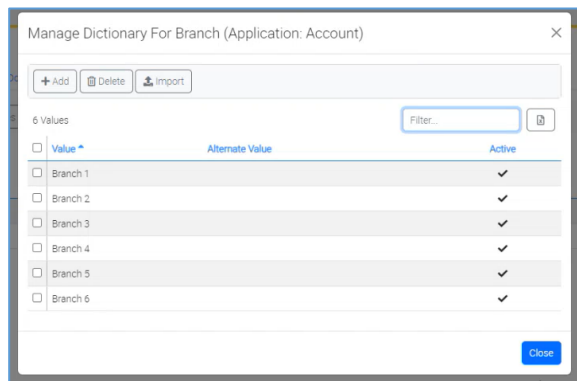 Manage Dictionary For Branch (Application: Account)
Add Delete Import
6 Values Filter...
Value Alternate Value Active
Branch 1
Branch 2
Branch 3
Branch 4
Branch 5
Branch 6
Close